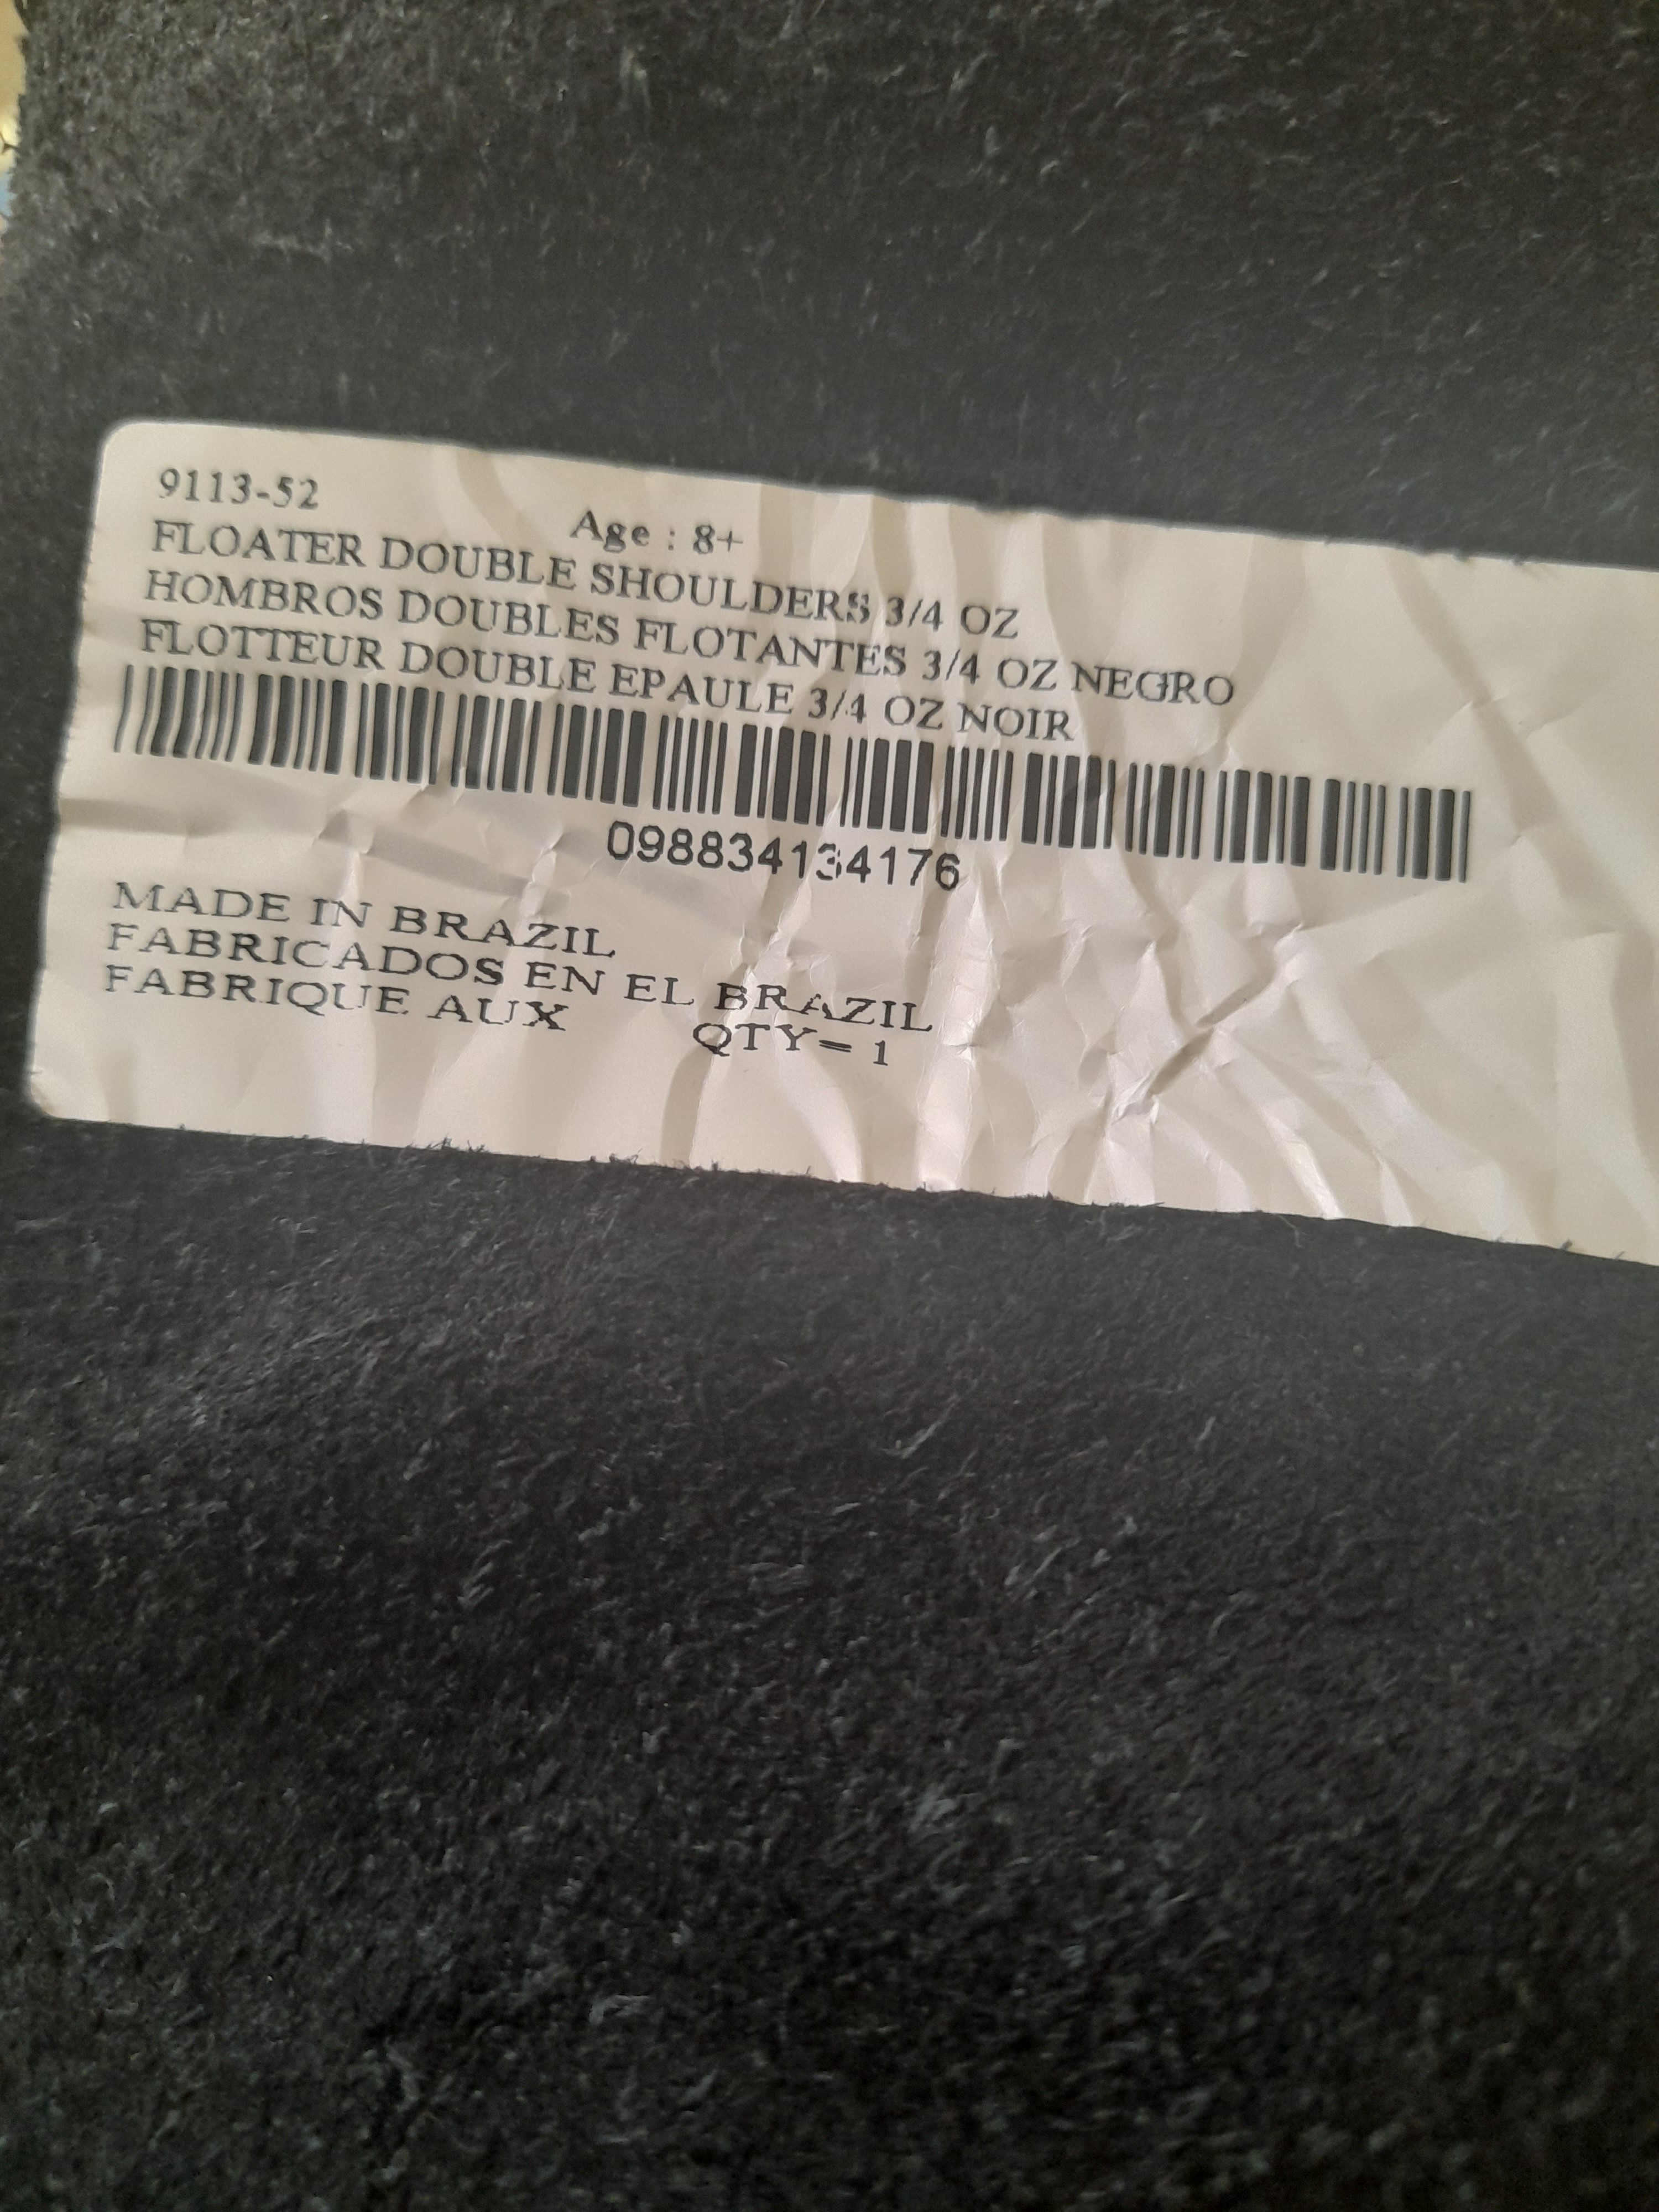 9113-52
Age : 8+
FLOATER DOUBLE SHOULDERS 3/4 OZ
HOMBROS DOUBLES FLOTANTES 3/4 OZ NEGRO
FLOTTEUR DOUBLE EPAULE 3/4 OZ NOIR
098834134176
MADE IN BRAZIL
FABRICADOS EN EL BRAZIL
FABRIQUE AUX
QTY= 1